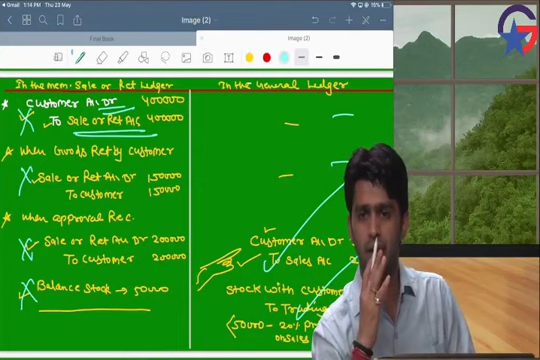 Gmail 1:14 PM Thu 23 May
85%
Image (2)
Final Book
Image (2)
In the mem. Sale or Ret Ledger
In the General Ledger
Customer A/c Dr 400000
To Sale or Ret A/c 400000
When Goods Ret by Customer
Sale or Ret A/c Dr 150000
To Customer 150000
When approval Rec.
Sale or Ret A/c Dr 200000
To Customer 200000
Balance Stock → 50000
Customer A/c Dr
To Sales A/c
Stock with Customer
To Trading
(50000 - 20%
on Sales
G